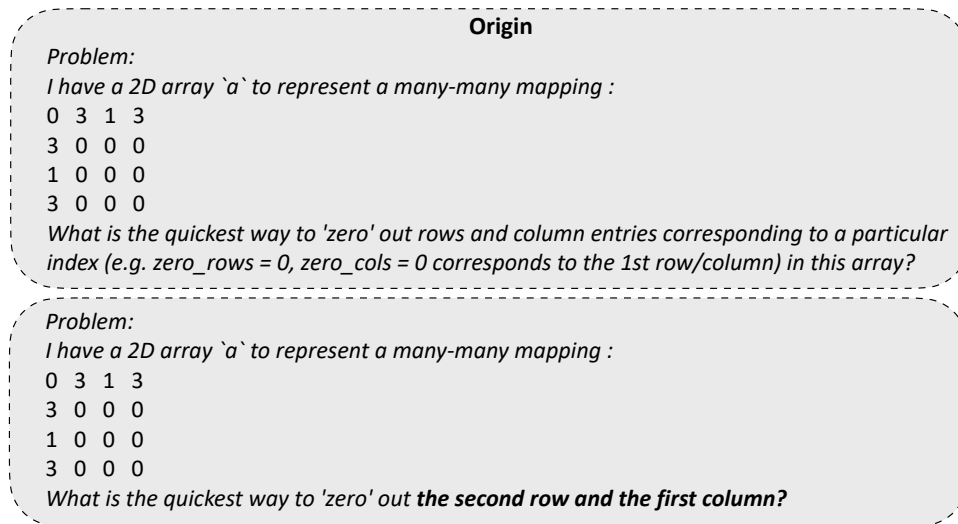 Origin
Problem:
I have a 2D array `a` to represent a many-many mapping :
0 3 1 3
3 0 0 0
1 0 0 0
3 0 0 0
What is the quickest way to 'zero' out rows and column entries corresponding to a particular
index (e.g. zero_rows = 0, zero_cols = 0 corresponds to the 1st row/column) in this array?
Problem:
I have a 2D array `a` to represent a many-many mapping :
0 3 1 3
3 0 0 0
1 0 0 0
3 0 0 0
What is the quickest way to 'zero' out the second row and the first column?